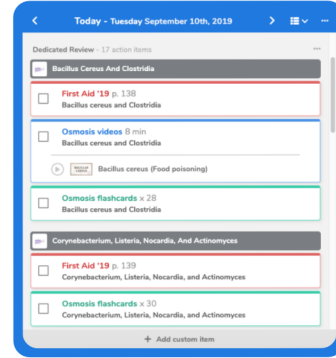 Today - Tuesday September 10th, 2019
Dedicated Review - 17 action items
Bacillus Cereus And Clostridia
First Aid '19 p. 138
Bacillus cereus and Clostridia
Osmosis videos 8 min
Bacillus cereus and Clostridia
Bacillus cereus (Food poisoning)
Osmosis flashcards x 28
Bacillus cereus and Clostridia
Corynebacterium, Listeria, Nocardia, And Actinomyces
First Aid '19 p. 139
Corynebacterium, Listeria, Nocardia, and Actinomyces
Osmosis flashcards x 30
Corynebacterium, Listeria, Nocardia, and Actinomyces
+ Add custom item